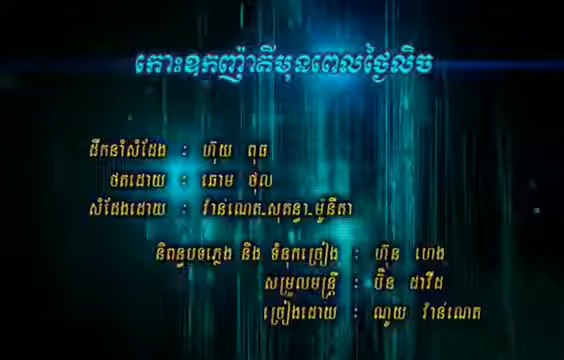 កោះឧកញ៉ាតីមុនពេលថ្ងៃលិច
ដឹកនាំសំដែង : ហ៊ុយ ពុធ
ថតដោយ : ឆោម ថុល
សំដែងដោយ : វ៉ាន់ណេត-សុគន្ធា-ម៉ូនីតា
និពន្ធបទភ្លេង និង ទំនុកច្រៀង : ហ៊ុន ហេង
សម្រួលមន្ត្រី : ប៊ិន ដាវីដ
ច្រៀងដោយ : ណូយ វ៉ាន់ណេត